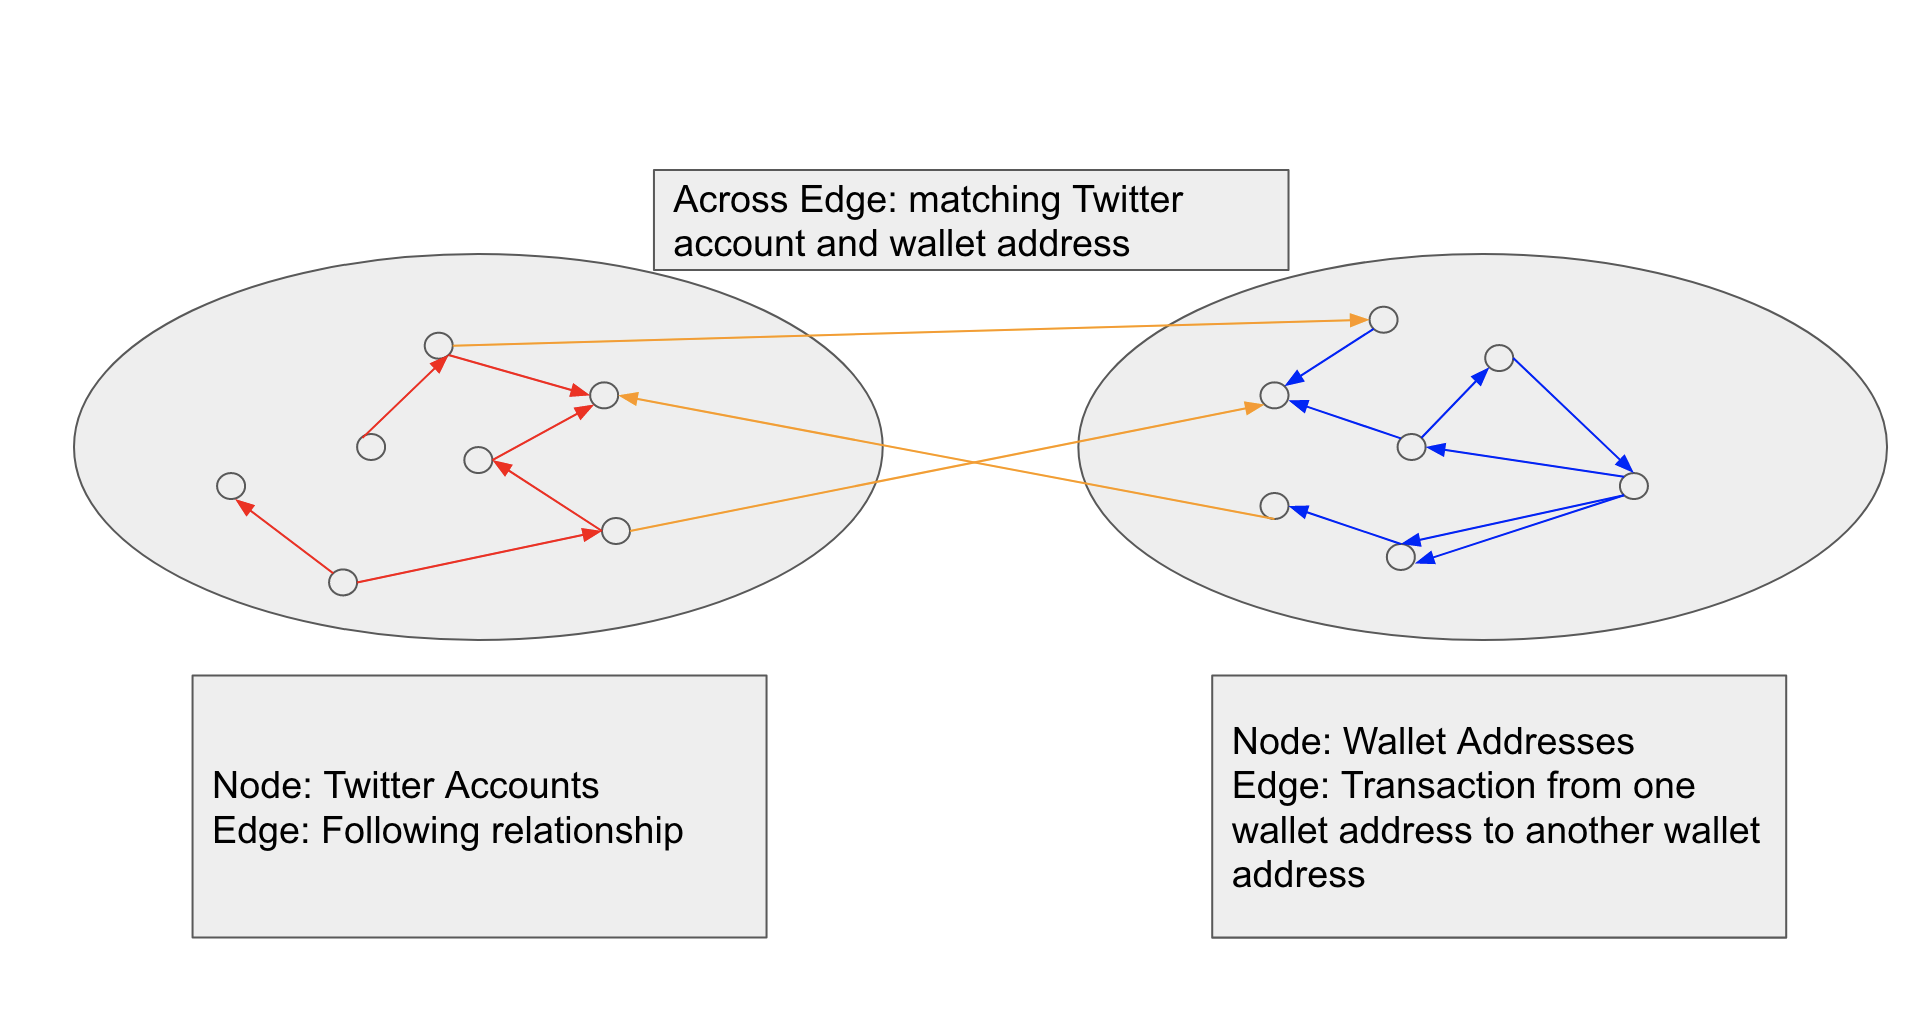 Across Edge: matching Twitter
account and wallet address
Node: Twitter Accounts
Edge: Following relationship
Node: Wallet Addresses
Edge: Transaction from one
wallet address to another wallet
address